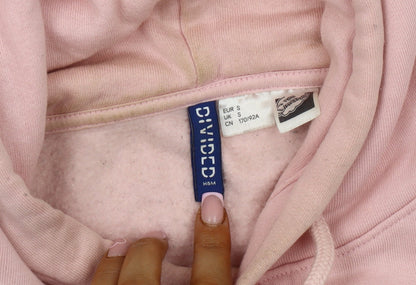 DIVIDED
H&M
EUR S
UK S
CN 170/92A